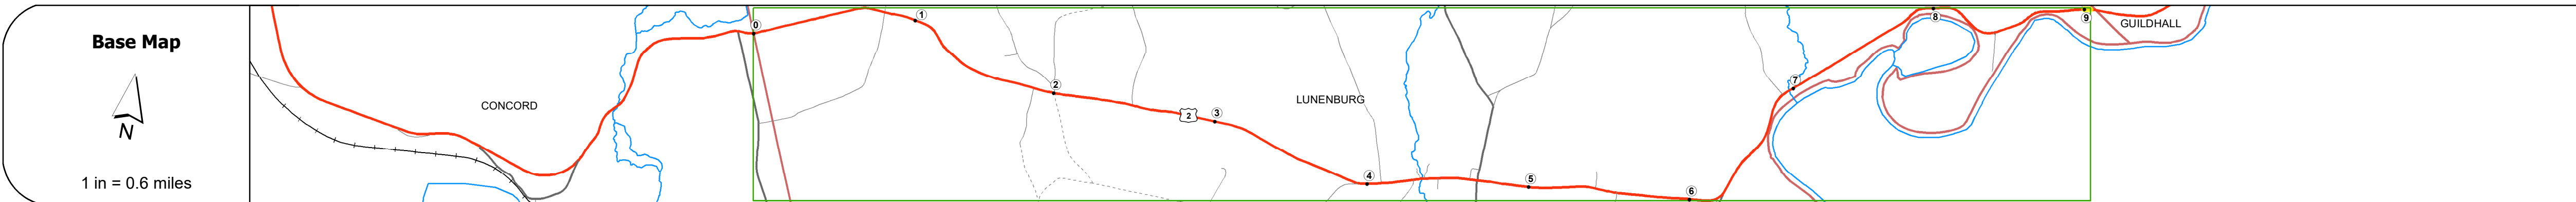 Base Map
N
1 in = 0.6 miles
CONCORD
0
1
2
2
3
LUNENBURG
4
5
6
7
8
9
GUILDHALL